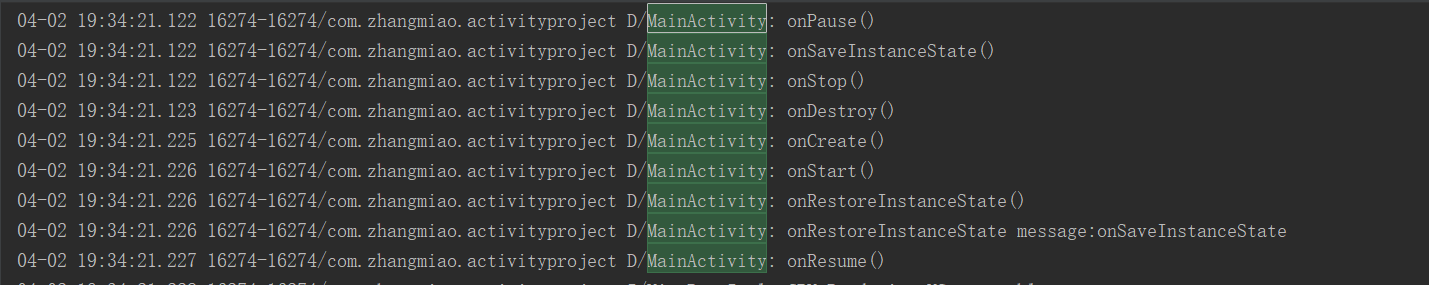 04-02 19:34:21.122 16274-16274/com.zhangmiao.activityproject D/MainActivity: onPause()
04-02 19:34:21.122 16274-16274/com.zhangmiao.activityproject D/MainActivity: onSaveInstanceState()
04-02 19:34:21.122 16274-16274/com.zhangmiao.activityproject D/MainActivity: onStop()
04-02 19:34:21.123 16274-16274/com.zhangmiao.activityproject D/MainActivity: onDestroy()
04-02 19:34:21.225 16274-16274/com.zhangmiao.activityproject D/MainActivity: onCreate()
04-02 19:34:21.226 16274-16274/com.zhangmiao.activityproject D/MainActivity: onStart()
04-02 19:34:21.226 16274-16274/com.zhangmiao.activityproject D/MainActivity: onRestoreInstanceState()
04-02 19:34:21.226 16274-16274/com.zhangmiao.activityproject D/MainActivity: onRestoreInstanceState message:onSaveInstanceState
04-02 19:34:21.227 16274-16274/com.zhangmiao.activityproject D/MainActivity: onResume()